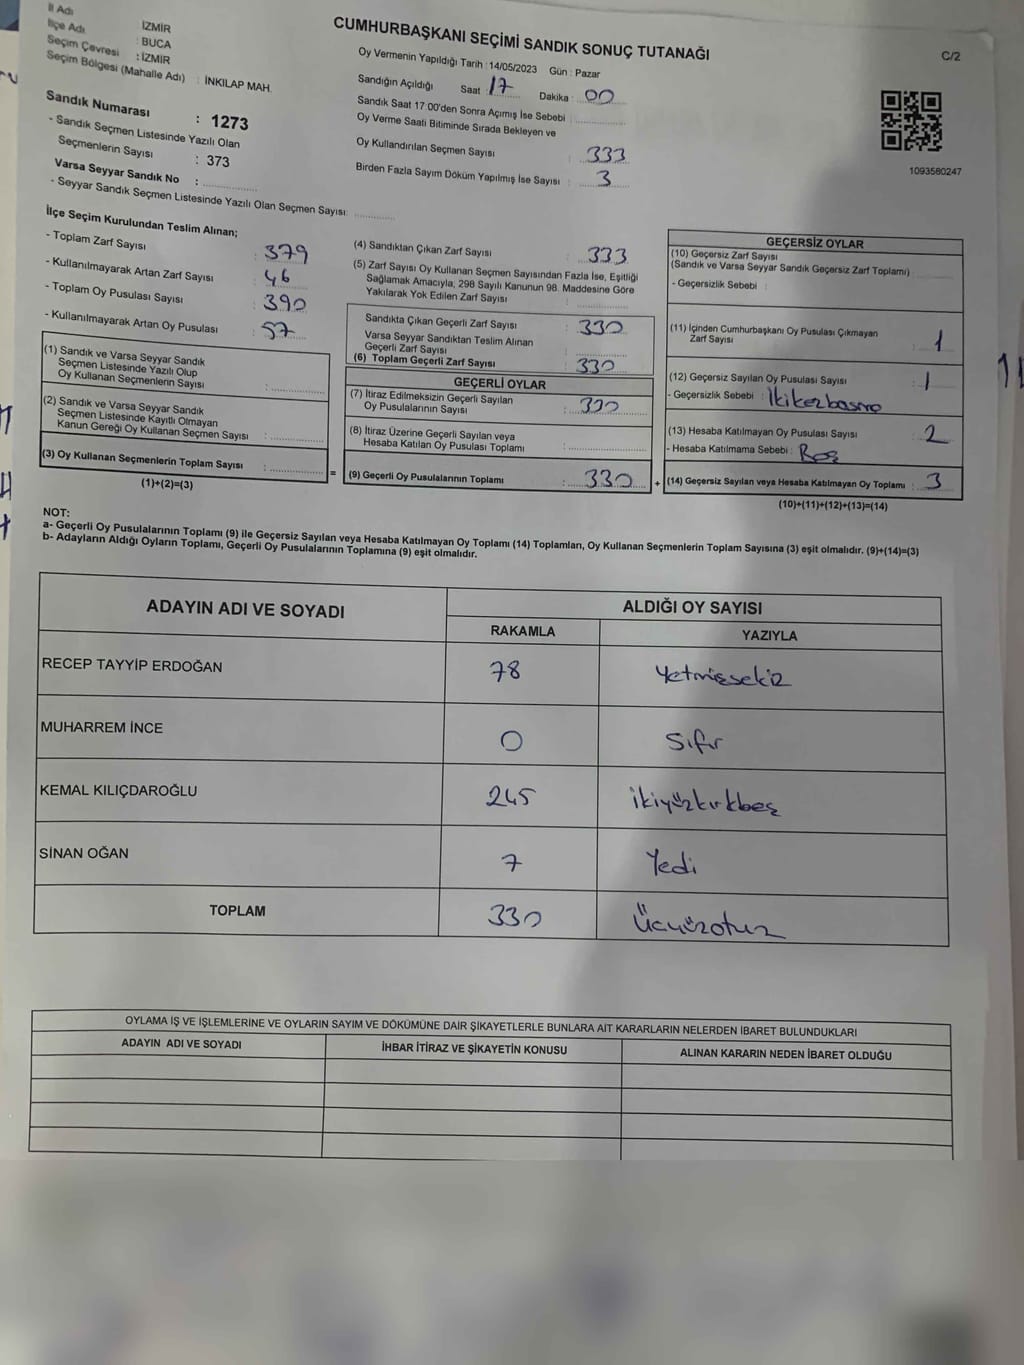 İl Adı
İZMİR
İlçe Adı : BUCA
Seçim Çevresi : İZMİR
Seçim Bölgesi (Mahalle Adı) : İNKILAP MAH.
Sandık Numarası : 1273
- Sandık Seçmen Listesinde Yazılı Olan
Seçmenlerin Sayısı : 373
Varsa Seyyar Sandık No :
- Seyyar Sandık Seçmen Listesinde Yazılı Olan Seçmen Sayısı:
CUMHURBAŞKANI SEÇİMİ SANDIK SONUÇ TUTANAĞI
Oy Vermenin Yapıldığı Tarih : 14/05/2023 Gün : Pazar
Sandığın Açıldığı Saat : 17 Dakika : 00
Sandık Saat 17.00'den Sonra Açımış İse Sebebi :
Oy Verme Saati Bitiminde Sırada Bekleyen ve
Oy Kullandırılan Seçmen Sayısı : 333
Birden Fazla Sayım Döküm Yapılmış İse Sayısı : 3
C/2
1093580247
İlçe Seçim Kurulundan Teslim Alınan;
- Toplam Zarf Sayısı : 379
- Kullanılmayarak Artan Zarf Sayısı : 46
- Toplam Oy Pusulası Sayısı : 390
- Kullanılmayarak Artan Oy Pusulası : 57
(1) Sandık ve Varsa Seyyar Sandık
Seçmen Listesinde Yazılı Olup
Oy Kullanan Seçmenlerin Sayısı :
(2) Sandık ve Varsa Seyyar Sandık
Seçmen Listesinde Kayıtlı Olmayan
Kanun Gereği Oy Kullanan Seçmen Sayısı :
(3) Oy Kullanan Seçmenlerin Toplam Sayısı : =
(1)+(2)=(3)
(4) Sandıktan Çıkan Zarf Sayısı : 333
(5) Zarf Sayısı Oy Kullanan Seçmen Sayısından Fazla İse, Eşitliği
Sağlamak Amacıyla, 298 Sayılı Kanunun 98. Maddesine Göre
Yakılarak Yok Edilen Zarf Sayısı :
Sandıkta Çıkan Geçerli Zarf Sayısı : 330
Varsa Seyyar Sandıktan Teslim Alınan
Geçerli Zarf Sayısı :
(6) Toplam Geçerli Zarf Sayısı : 330
GEÇERLİ OYLAR
(7) İtiraz Edilmeksizin Geçerli Sayılan
Oy Pusulalarının Sayısı : 330
(8) İtiraz Üzerine Geçerli Sayılan veya
Hesaba Katılan Oy Pusulası Toplamı :
(9) Geçerli Oy Pusulalarının Toplamı : 330 +
GEÇERSİZ OYLAR
(10) Geçersiz Zarf Sayısı
(Sandık ve Varsa Seyyar Sandık Geçersiz Zarf Toplamı)
- Geçersizlik Sebebi :
(11) İçinden Cumhurbaşkanı Oy Pusulası Çıkmayan
Zarf Sayısı : 1
(12) Geçersiz Sayılan Oy Pusulası Sayısı : 1
- Geçersizlik Sebebi : İkikezbasma
(13) Hesaba Katılmayan Oy Pusulası Sayısı : 2
- Hesaba Katılmama Sebebi : Boş
(14) Geçersiz Sayılan veya Hesaba Katılmayan Oy Toplamı : 3
(10)+(11)+(12)+(13)=(14)
NOT:
a- Geçerli Oy Pusulalarının Toplamı (9) ile Geçersiz Sayılan veya Hesaba Katılmayan Oy Toplamı (14) Toplamları, Oy Kullanan Seçmenlerin Toplam Sayısına (3) eşit olmalıdır. (9)+(14)=(3)
b- Adayların Aldığı Oyların Toplamı, Geçerli Oy Pusulalarının Toplamına (9) eşit olmalıdır.
ADAYIN ADI VE SOYADI
ALDIĞI OY SAYISI
RAKAMLA YAZIYLA
RECEP TAYYİP ERDOĞAN 78 Yetmişsekiz
MUHARREM İNCE 0 Sıfır
KEMAL KILIÇDAROĞLU 245 ikiyüzkırkbeş
SİNAN OĞAN 7 Yedi
TOPLAM 330 Üçyüzotuz
OYLAMA İŞ VE İŞLEMLERİNE VE OYLARIN SAYIM VE DÖKÜMÜNE DAİR ŞİKAYETLERLE BUNLARA AİT KARARLARIN NELERDEN İBARET BULUNDUKLARI
ADAYIN ADI VE SOYADI İHBAR İTİRAZ VE ŞİKAYETİN KONUSU ALINAN KARARIN NEDEN İBARET OLDUĞU